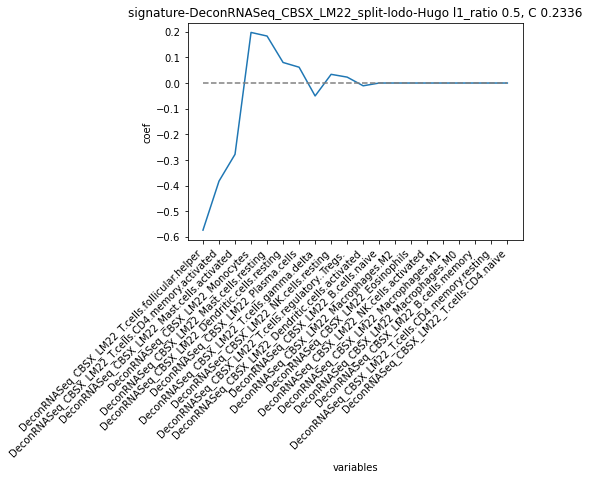 signature-DeconRNASeq_CBSX_LM22_split-lodo-Hugo l1_ratio 0.5, C 0.2336
coef
0.2
0.1
0.0
−0.1
−0.2
−0.3
−0.4
−0.5
−0.6
DeconRNASeq_CBSX_LM22_T.cells.follicular.helper
DeconRNASeq_CBSX_LM22_T.cells.CD4.memory.activated
DeconRNASeq_CBSX_LM22_Mast.cells.activated
DeconRNASeq_CBSX_LM22_Monocytes
DeconRNASeq_CBSX_LM22_Mast.cells.resting
DeconRNASeq_CBSX_LM22_Dendritic.cells.resting
DeconRNASeq_CBSX_LM22_Plasma.cells
DeconRNASeq_CBSX_LM22_T.cells.gamma.delta
DeconRNASeq_CBSX_LM22_NK.cells.resting
DeconRNASeq_CBSX_LM22_T.cells.regulatory..Tregs.
DeconRNASeq_CBSX_LM22_Dendritic.cells.activated
DeconRNASeq_CBSX_LM22_B.cells.naive
DeconRNASeq_CBSX_LM22_Macrophages.M2
DeconRNASeq_CBSX_LM22_Eosinophils
DeconRNASeq_CBSX_LM22_NK.cells.activated
DeconRNASeq_CBSX_LM22_Macrophages.M1
DeconRNASeq_CBSX_LM22_Macrophages.M0
DeconRNASeq_CBSX_LM22_B.cells.memory
DeconRNASeq_CBSX_LM22_T.cells.CD4.memory.resting
DeconRNASeq_CBSX_LM22_T.cells.CD4.naive
variables